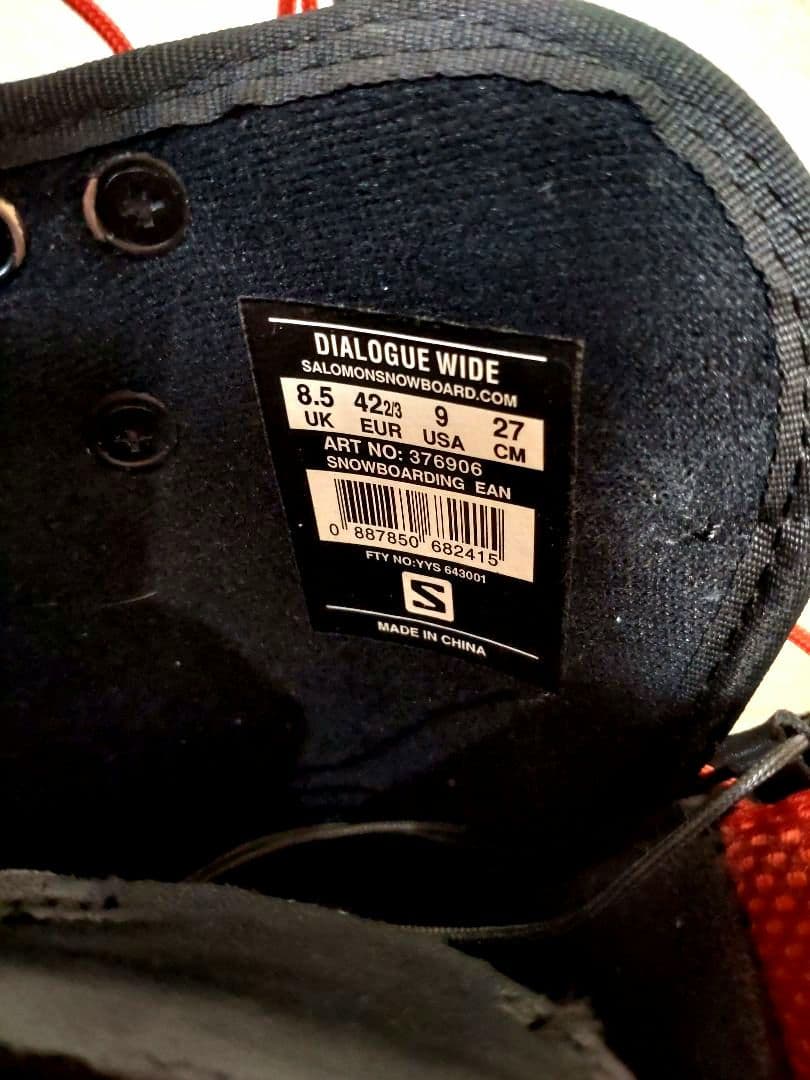 DIALOGUE WIDE
SALOMONSNOWBOARD.COM
8.5 42 2/3 9 27
UK EUR USA CM
ART NO: 376906
SNOWBOARDING EAN
0 887850 682415
FTY NO:YYS 643001
S
MADE IN CHINA